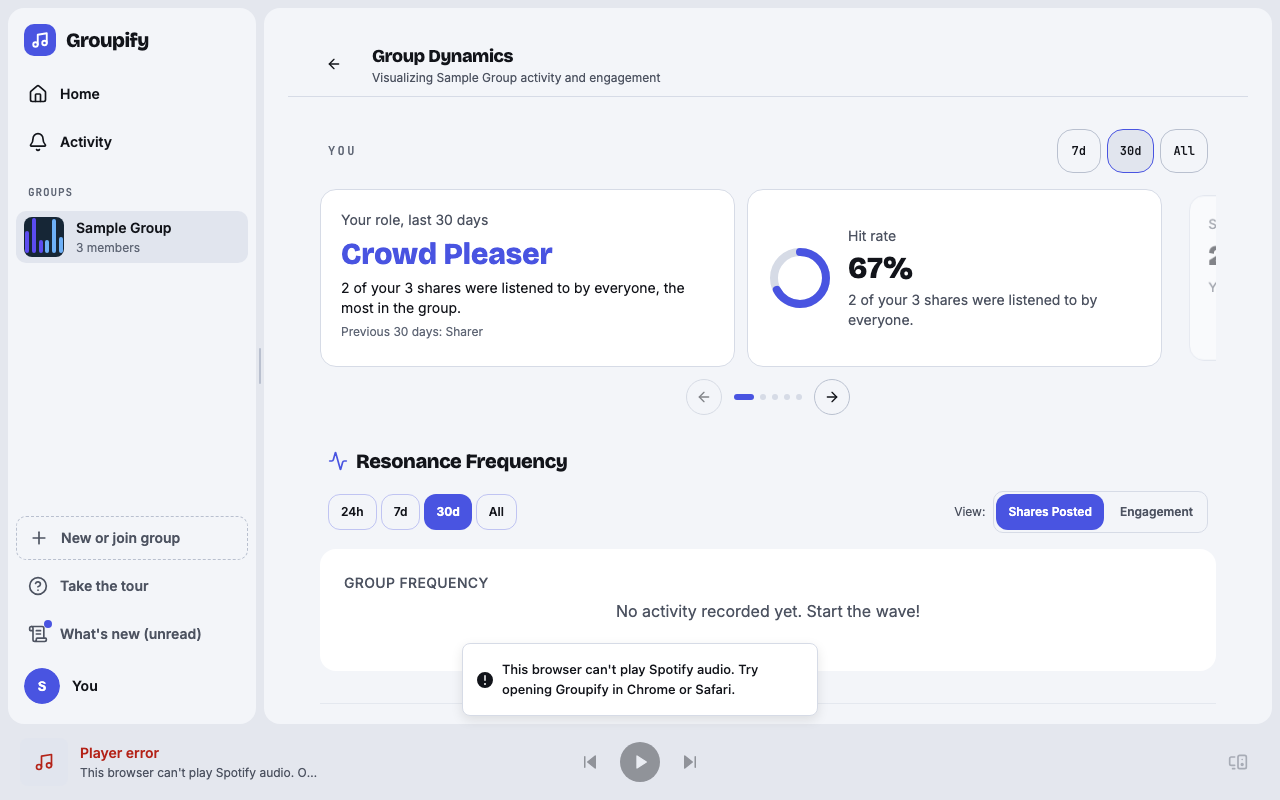 Groupify
Home
Activity
GROUPS
Sample Group
3 members
New or join group
Take the tour
What's new (unread)
S
You
Group Dynamics
Visualizing Sample Group activity and engagement
YOU
7d
30d
All
Your role, last 30 days
Crowd Pleaser
2 of your 3 shares were listened to by everyone, the
most in the group.
Previous 30 days: Sharer
Hit rate
67%
2 of your 3 shares were listened to by
everyone.
Resonance Frequency
24h
7d
30d
All
View:
Shares Posted
Engagement
GROUP FREQUENCY
No activity recorded yet. Start the wave!
This browser can't play Spotify audio. Try
opening Groupify in Chrome or Safari.
Player error
This browser can't play Spotify audio. O...